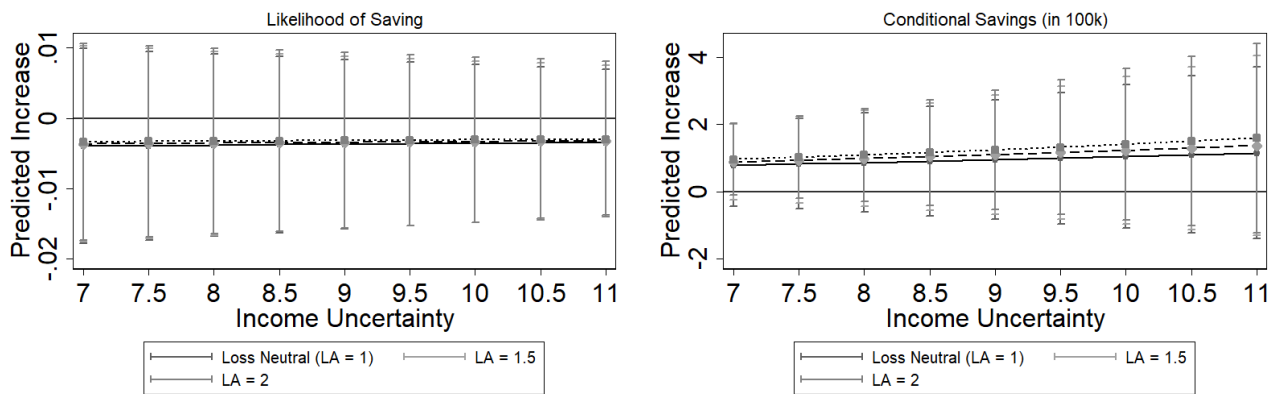 Likelihood of Saving
Predicted Increase
.01
0
-.01
-.02
7 7.5 8 8.5 9 9.5 10 10.5 11
Income Uncertainty
Loss Neutral (LA = 1) LA = 1.5
LA = 2
Conditional Savings (in 100k)
Predicted Increase
4
2
0
-2
7 7.5 8 8.5 9 9.5 10 10.5 11
Income Uncertainty
Loss Neutral (LA = 1) LA = 1.5
LA = 2